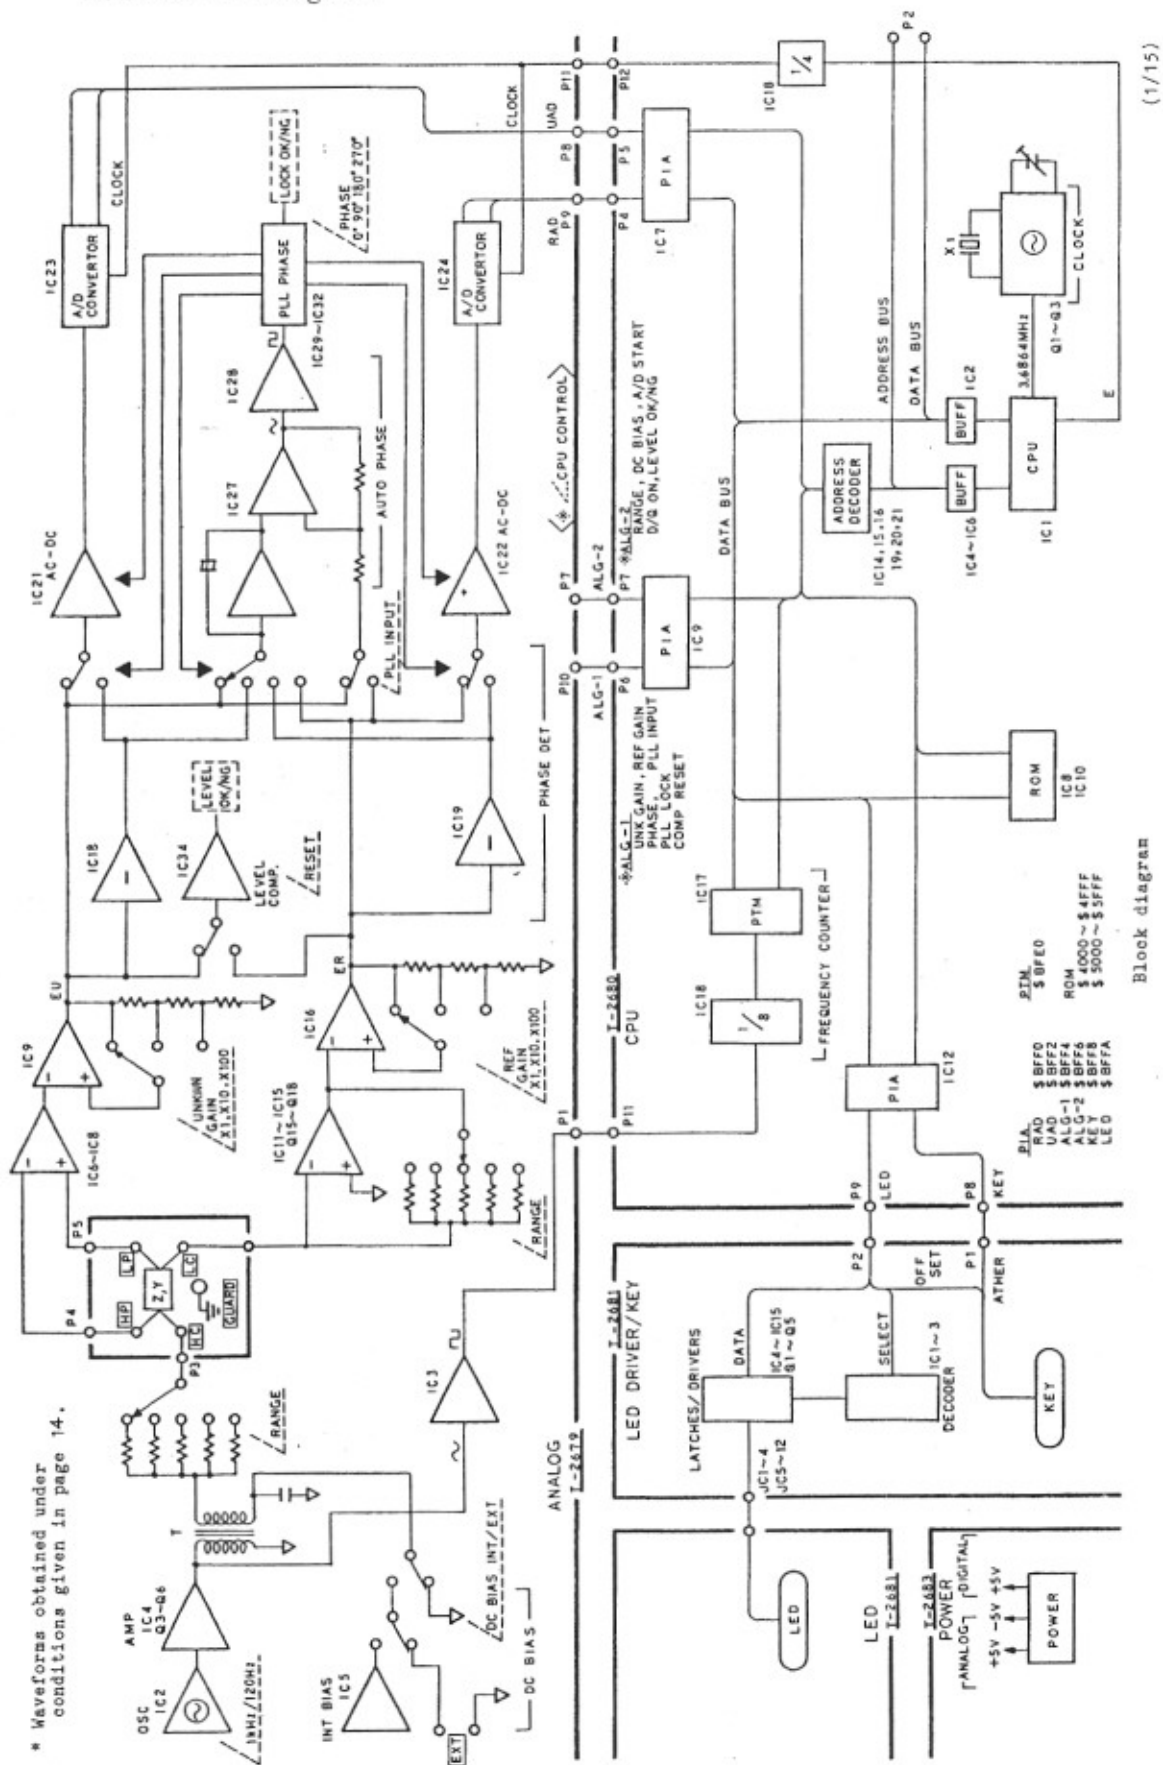 * Waveforms obtained under
conditions given in page 14.
OSC
IC2
1kHz/120Hz
AMP
IC4
Q3~Q6
T
RANGE
INT BIAS
IC5
EXT
DC BIAS INT/EXT
DC BIAS
P3
P4
P5
HP
LP
HC
LC
Z,Y
GUARD
IC3
IC6~IC8
IC9
EU
UNKWN
GAIN
X1,X10,X100
IC11~IC15
Q15~Q18
RANGE
IC16
ER
REF
GAIN
X1,X10,X100
IC18
IC34
LEVEL
COMP.
LEVEL
OK/NG
RESET
IC19
PHASE DET
IC21
AC-DC
IC22 AC-DC
PLL INPUT
IC27
IC28
AUTO PHASE
PLL PHASE
IC29~IC32
LOCK OK/NG
PHASE
0° 90° 180° 270°
IC23
A/D
CONVERTOR
CLOCK
IC24
A/D
CONVERTOR
CLOCK
ANALOG
I-2679
P1
P10
P7
RAD
P9
P8
UAD
P11
P11
P6
P7
P4
P5
P12
ALG-1
ALG-2
※ CPU CONTROL
I-2680
CPU
※ALG-1
UNK GAIN, REF GAIN
PHASE, PLL INPUT
PLL LOCK
COMP RESET
※ALG-2
RANGE, DC BIAS, A/D START
D/Q ON, LEVEL OK/NG
IC18
1/8
IC17
PTM
FREQUENCY COUNTER
PIA
IC9
PIA
IC7
1/4
IC18
DATA BUS
ADDRESS
DECODER
IC14,15,16
19,20,21
ADDRESS BUS
DATA BUS
P2
BUFF
IC4~IC6
BUFF
IC2
CPU
IC1
E
3.6864MHz
X1
Q1~Q3
CLOCK
ROM
IC8
IC10
PIA
IC12
P9
LED
P8
KEY
P2
P1
OFF
SET
ATHER
I-2681
LED DRIVER/KEY
LATCHES/DRIVERS
DATA
IC4~IC15
Q1~Q5
SELECT
IC1~3
DECODER
KEY
JC1~4
JC5~12
LED
LED
I-2681
I-2683
POWER
ANALOG
DIGITAL
+5V -5V +5V
POWER
PIA
RAD $BFF0
UAD $BFF2
ALG-1 $BFF4
ALG-2 $BFF6
KEY $BFF8
LED $BFFA
PTM
$BFE0
ROM
$4000~$4FFF
$5000~$5FFF
Block diagram
(1/15)